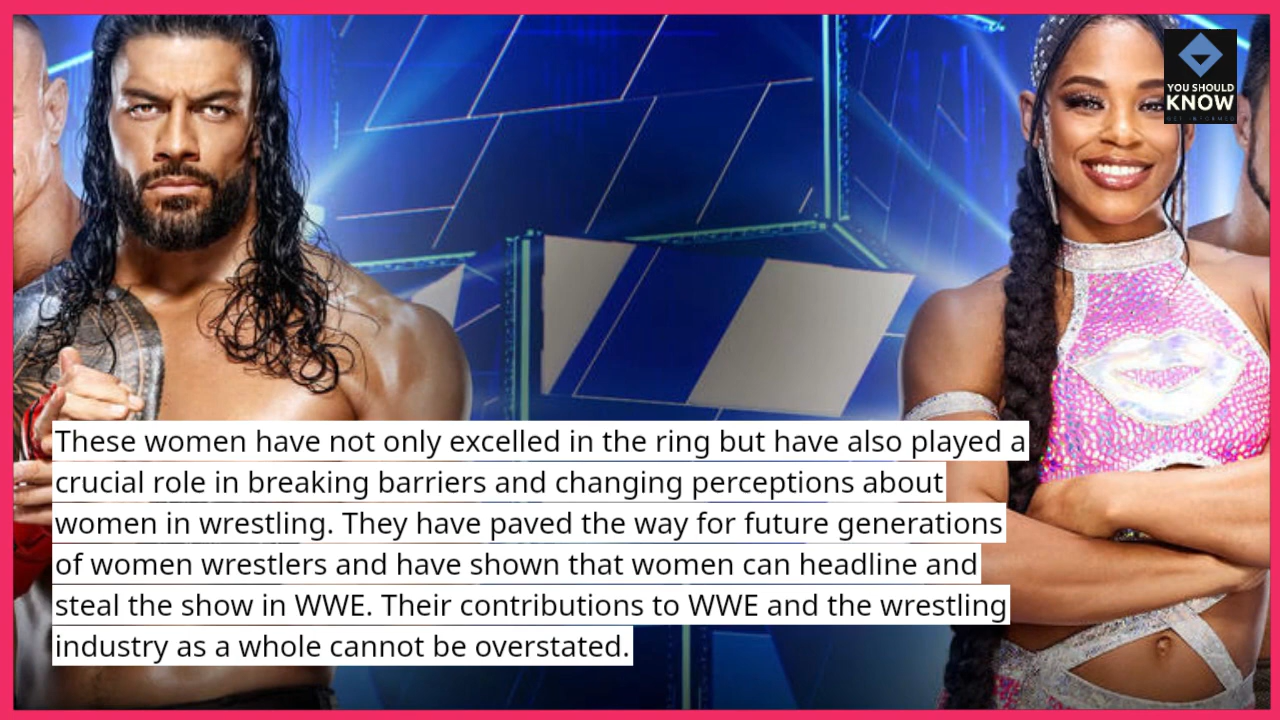 YOU SHOULD
KNOW
GET INFORMED
These women have not only excelled in the ring but have also played a
crucial role in breaking barriers and changing perceptions about
women in wrestling. They have paved the way for future generations
of women wrestlers and have shown that women can headline and
steal the show in WWE. Their contributions to WWE and the wrestling
industry as a whole cannot be overstated.